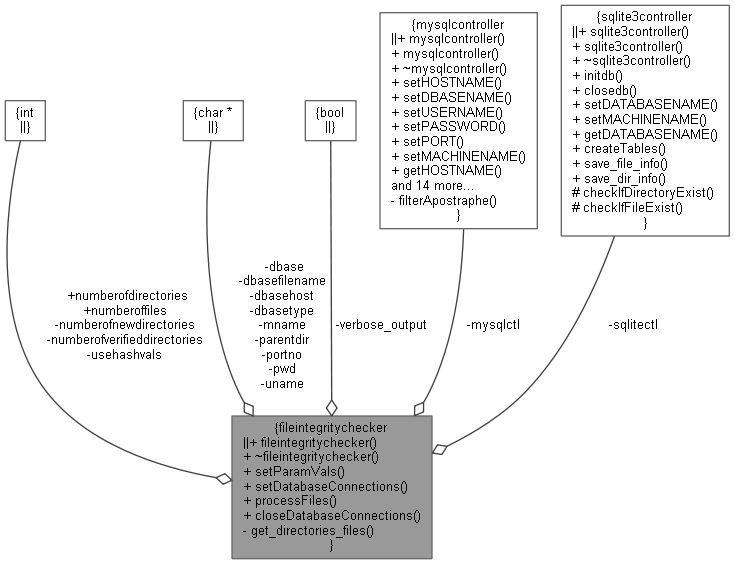 {int
||}
{char *
||}
{bool
||}
{mysqlcontroller
||+ mysqlcontroller()
+ mysqlcontroller()
+ ~mysqlcontroller()
+ setHOSTNAME()
+ setDBASENAME()
+ setUSERNAME()
+ setPASSWORD()
+ setPORT()
+ setMACHINENAME()
+ getHOSTNAME()
and 14 more...
- filterApostraphe()
}
{sqlite3controller
||+ sqlite3controller()
+ sqlite3controller()
+ ~sqlite3controller()
+ initdb()
+ closedb()
+ setDATABASENAME()
+ setMACHINENAME()
+ getDATABASENAME()
+ createTables()
+ save_file_info()
+ save_dir_info()
# checkIfDirectoryExist()
# checkIfFileExist()
}
+numberofdirectories
+numberoffiles
-numberofnewdirectories
-numberofverifieddirectories
-usehashvals
-dbase
-dbasefilename
-dbasehost
-dbasetype
-mname
-parentdir
-portno
-pwd
-uname
-verbose_output
-mysqlctl
-sqlitectl
{fileintegritychecker
||+ fileintegritychecker()
+ ~fileintegritychecker()
+ setParamVals()
+ setDatabaseConnections()
+ processFiles()
+ closeDatabaseConnections()
- get_directories_files()
}